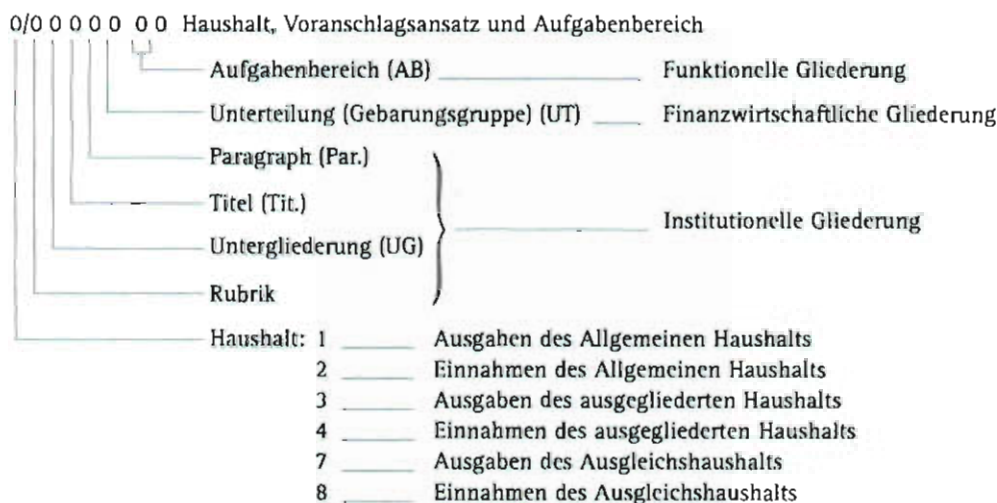 0/0 0 0 0 0 0 0 Haushalt, Voranschlagsansatz und Aufgabenbereich
Aufgabenbereich (AB) Funktionelle Gliederung
Unterteilung (Gebarungsgruppe) (UT) Finanzwirtschaftliche Gliederung
Paragraph (Par.)
Titel (Tit.)
Institutionelle Gliederung
Untergliederung (UG)
Rubrik
Haushalt: 1 Ausgaben des Allgemeinen Haushalts
2 Einnahmen des Allgemeinen Haushalts
3 Ausgaben des ausgegliederten Haushalts
4 Einnahmen des ausgegliederten Haushalts
7 Ausgaben des Ausgleichshaushalts
8 Einnahmen des Ausgleichshaushalts